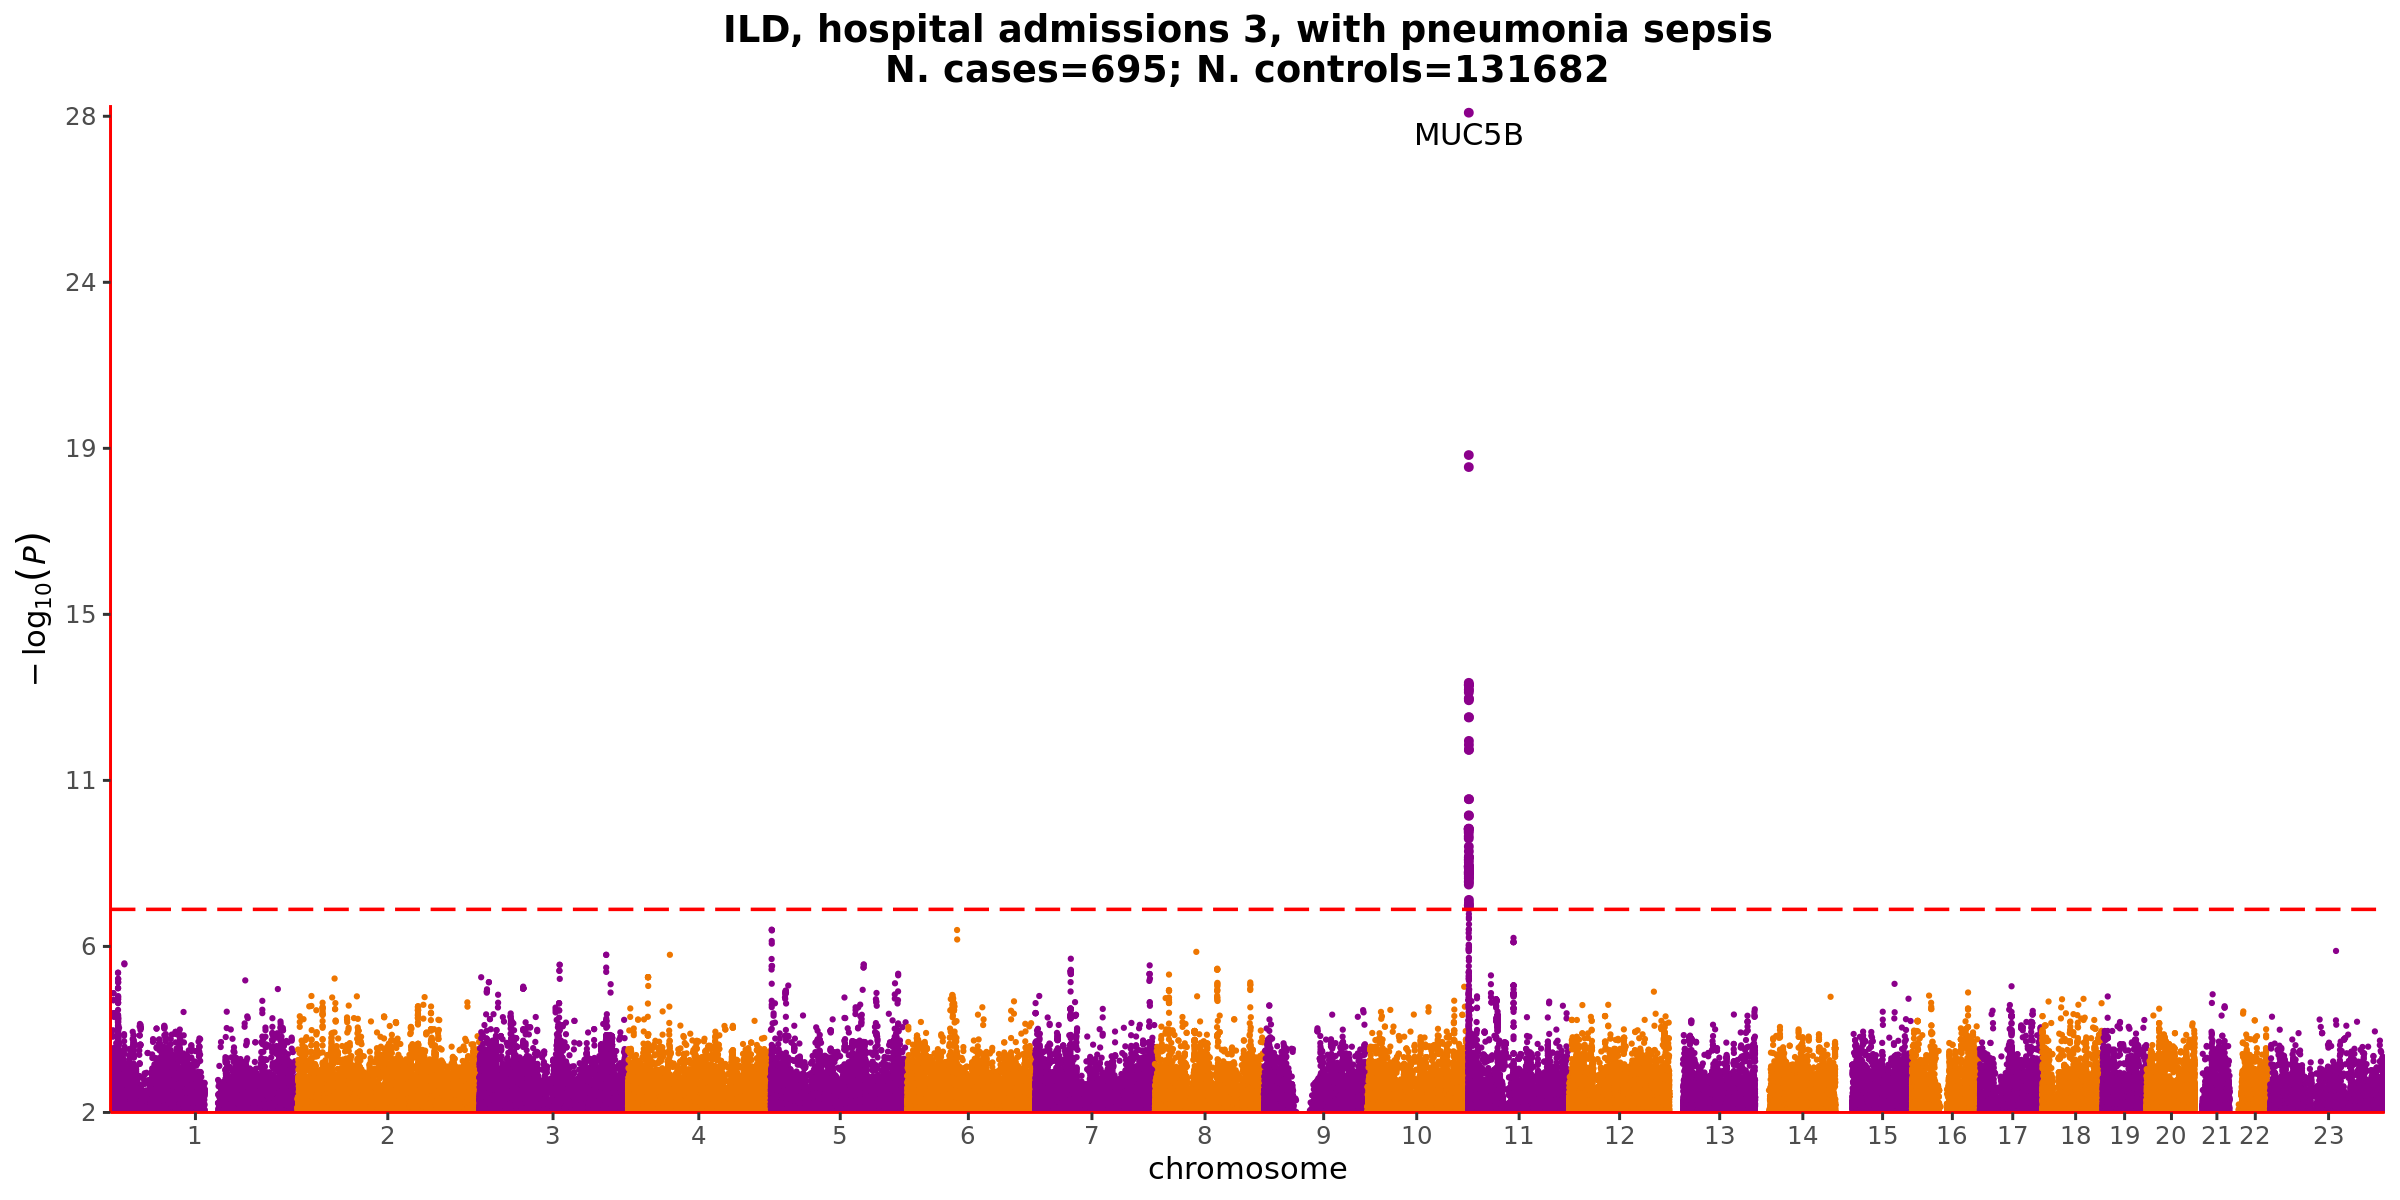 ILD, hospital admissions 3, with pneumonia sepsis
N. cases=695; N. controls=131682
28
MUC5B
24
19
15
11
6
2
− log₁₀(P)
1 2 3 4 5 6 7 8 9 10 11 12 13 14 15 16 17 18 19 20 21 22 23
chromosome